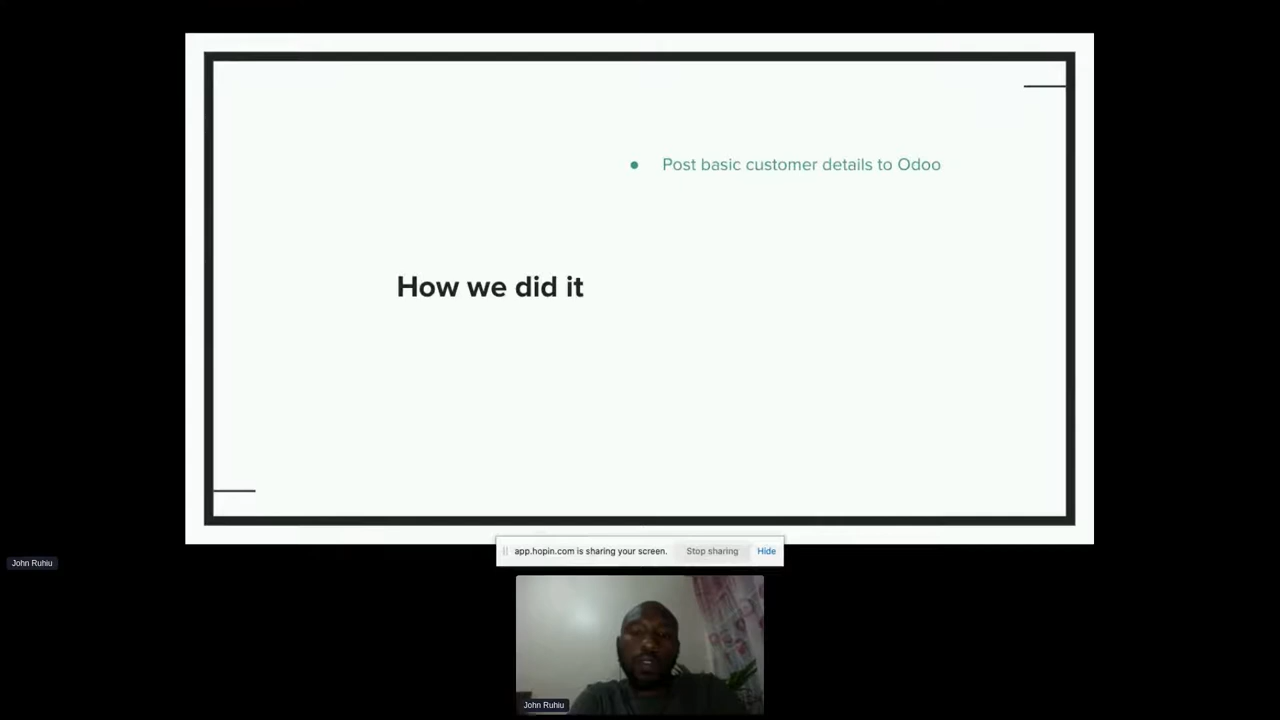 ● Post basic customer details to Odoo
How we did it
app.hopin.com is sharing your screen. Stop sharing Hide
John Ruhiu
John Ruhiu